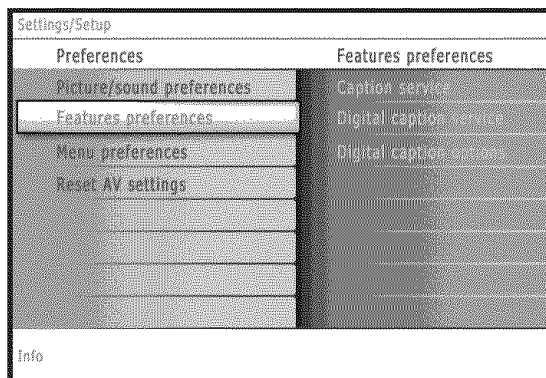 Settings/Setup
Preferences
Features preferences
Picture/sound preferences
Caption service
Features preferences
Digital caption service
Menu preferences
Digital caption options
Reset AV settings
Info